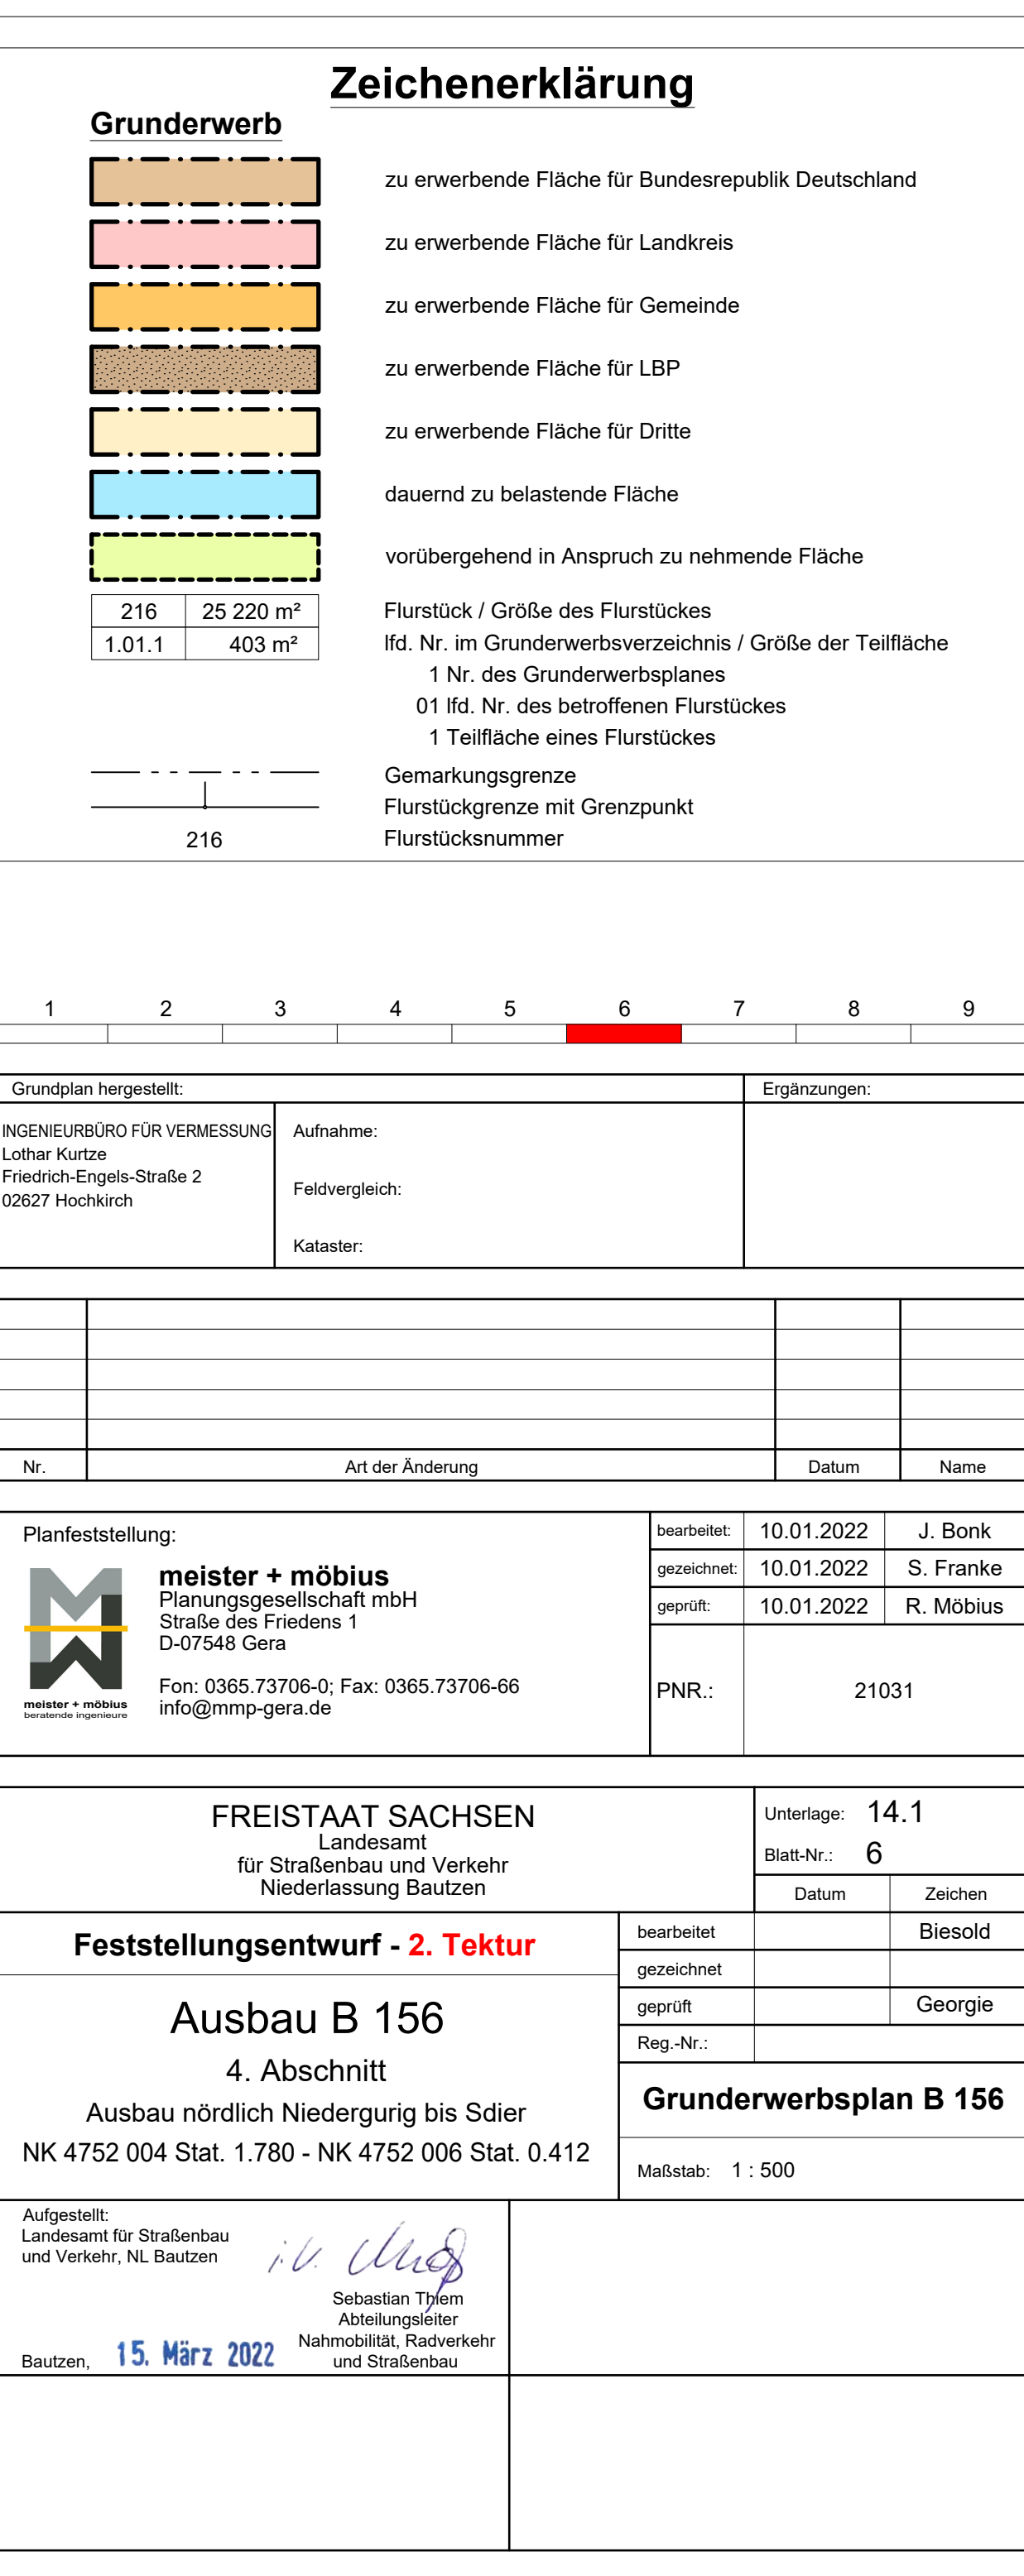 Zeichenerklärung
Grunderwerb
zu erwerbende Fläche für Bundesrepublik Deutschland
zu erwerbende Fläche für Landkreis
zu erwerbende Fläche für Gemeinde
zu erwerbende Fläche für LBP
zu erwerbende Fläche für Dritte
dauernd zu belastende Fläche
vorübergehend in Anspruch zu nehmende Fläche
216 25 220 m² Flurstück / Größe des Flurstückes
1.01.1 403 m² lfd. Nr. im Grunderwerbsverzeichnis / Größe der Teilfläche
1 Nr. des Grunderwerbsplanes
01 lfd. Nr. des betroffenen Flurstückes
1 Teilfläche eines Flurstückes
Gemarkungsgrenze
Flurstückgrenze mit Grenzpunkt
216 Flurstücksnummer
1 2 3 4 5 6 7 8 9
Grundplan hergestellt: Ergänzungen:
INGENIEURBÜRO FÜR VERMESSUNG
Lothar Kurtze
Friedrich-Engels-Straße 2
02627 Hochkirch
Aufnahme:
Feldvergleich:
Kataster:
Nr. Art der Änderung Datum Name
Planfeststellung:
meister + möbius
Planungsgesellschaft mbH
Straße des Friedens 1
D-07548 Gera
Fon: 0365.73706-0; Fax: 0365.73706-66
info@mmp-gera.de
meister + möbius
beratende ingenieure
bearbeitet: 10.01.2022 J. Bonk
gezeichnet: 10.01.2022 S. Franke
geprüft: 10.01.2022 R. Möbius
PNR.: 21031
FREISTAAT SACHSEN
Landesamt
für Straßenbau und Verkehr
Niederlassung Bautzen
Unterlage: 14.1
Blatt-Nr.: 6
Datum Zeichen
Feststellungsentwurf - 2. Tektur
bearbeitet Biesold
gezeichnet
geprüft Georgie
Reg.-Nr.:
Ausbau B 156
4. Abschnitt
Ausbau nördlich Niedergurig bis Sdier
NK 4752 004 Stat. 1.780 - NK 4752 006 Stat. 0.412
Grunderwerbsplan B 156
Maßstab: 1 : 500
Aufgestellt:
Landesamt für Straßenbau
und Verkehr, NL Bautzen
i.V.
Sebastian Thiem
Abteilungsleiter
Nahmobilität, Radverkehr
und Straßenbau
Bautzen, 15. März 2022